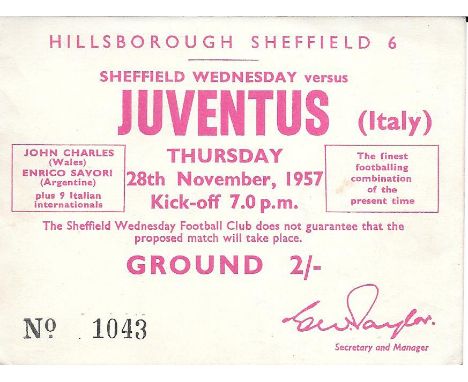 HILLSBOROUGH SHEFFIELD 6
SHEFFIELD WEDNESDAY versus
JUVENTUS (Italy)
JOHN CHARLES
(Wales)
ENRICO SAVORI
(Argentine)
plus 9 Italian
internationals
THURSDAY
28th November, 1957
Kick-off 7.0 p.m.
The finest
footballing
combination
of the
present time
The Sheffield Wednesday Football Club does not guarantee that the
proposed match will take place.
GROUND 2/-
Nº 1043
Secretary and Manager